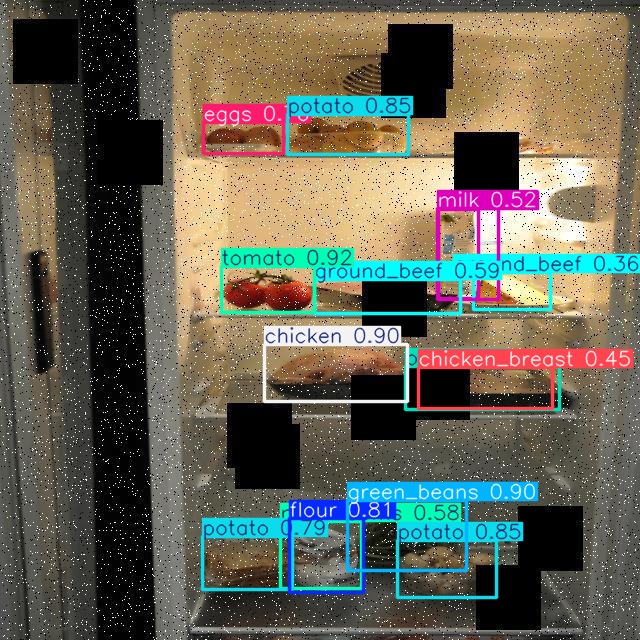 potato 0.85
eggs 0.
milk 0.52
tomato 0.92
nd_beef 0.36
ground_beef 0.59
chicken 0.90
chicken_breast 0.45
green_beans 0.90
flour 0.81
s 0.58
potato 0.79
potato 0.85